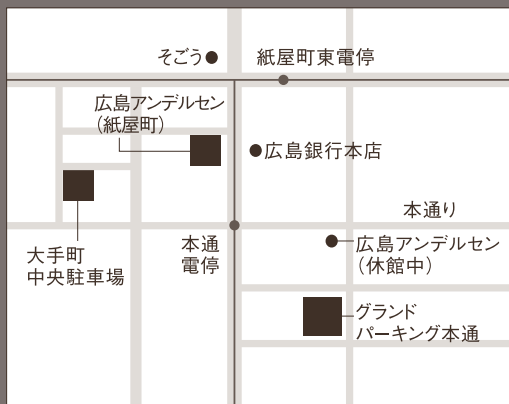 そごう
紙屋町東電停
広島アンデルセン
（紙屋町）
広島銀行本店
本通り
大手町
中央駐車場
本通
電停
広島アンデルセン
（休館中）
グランド
パーキング本通